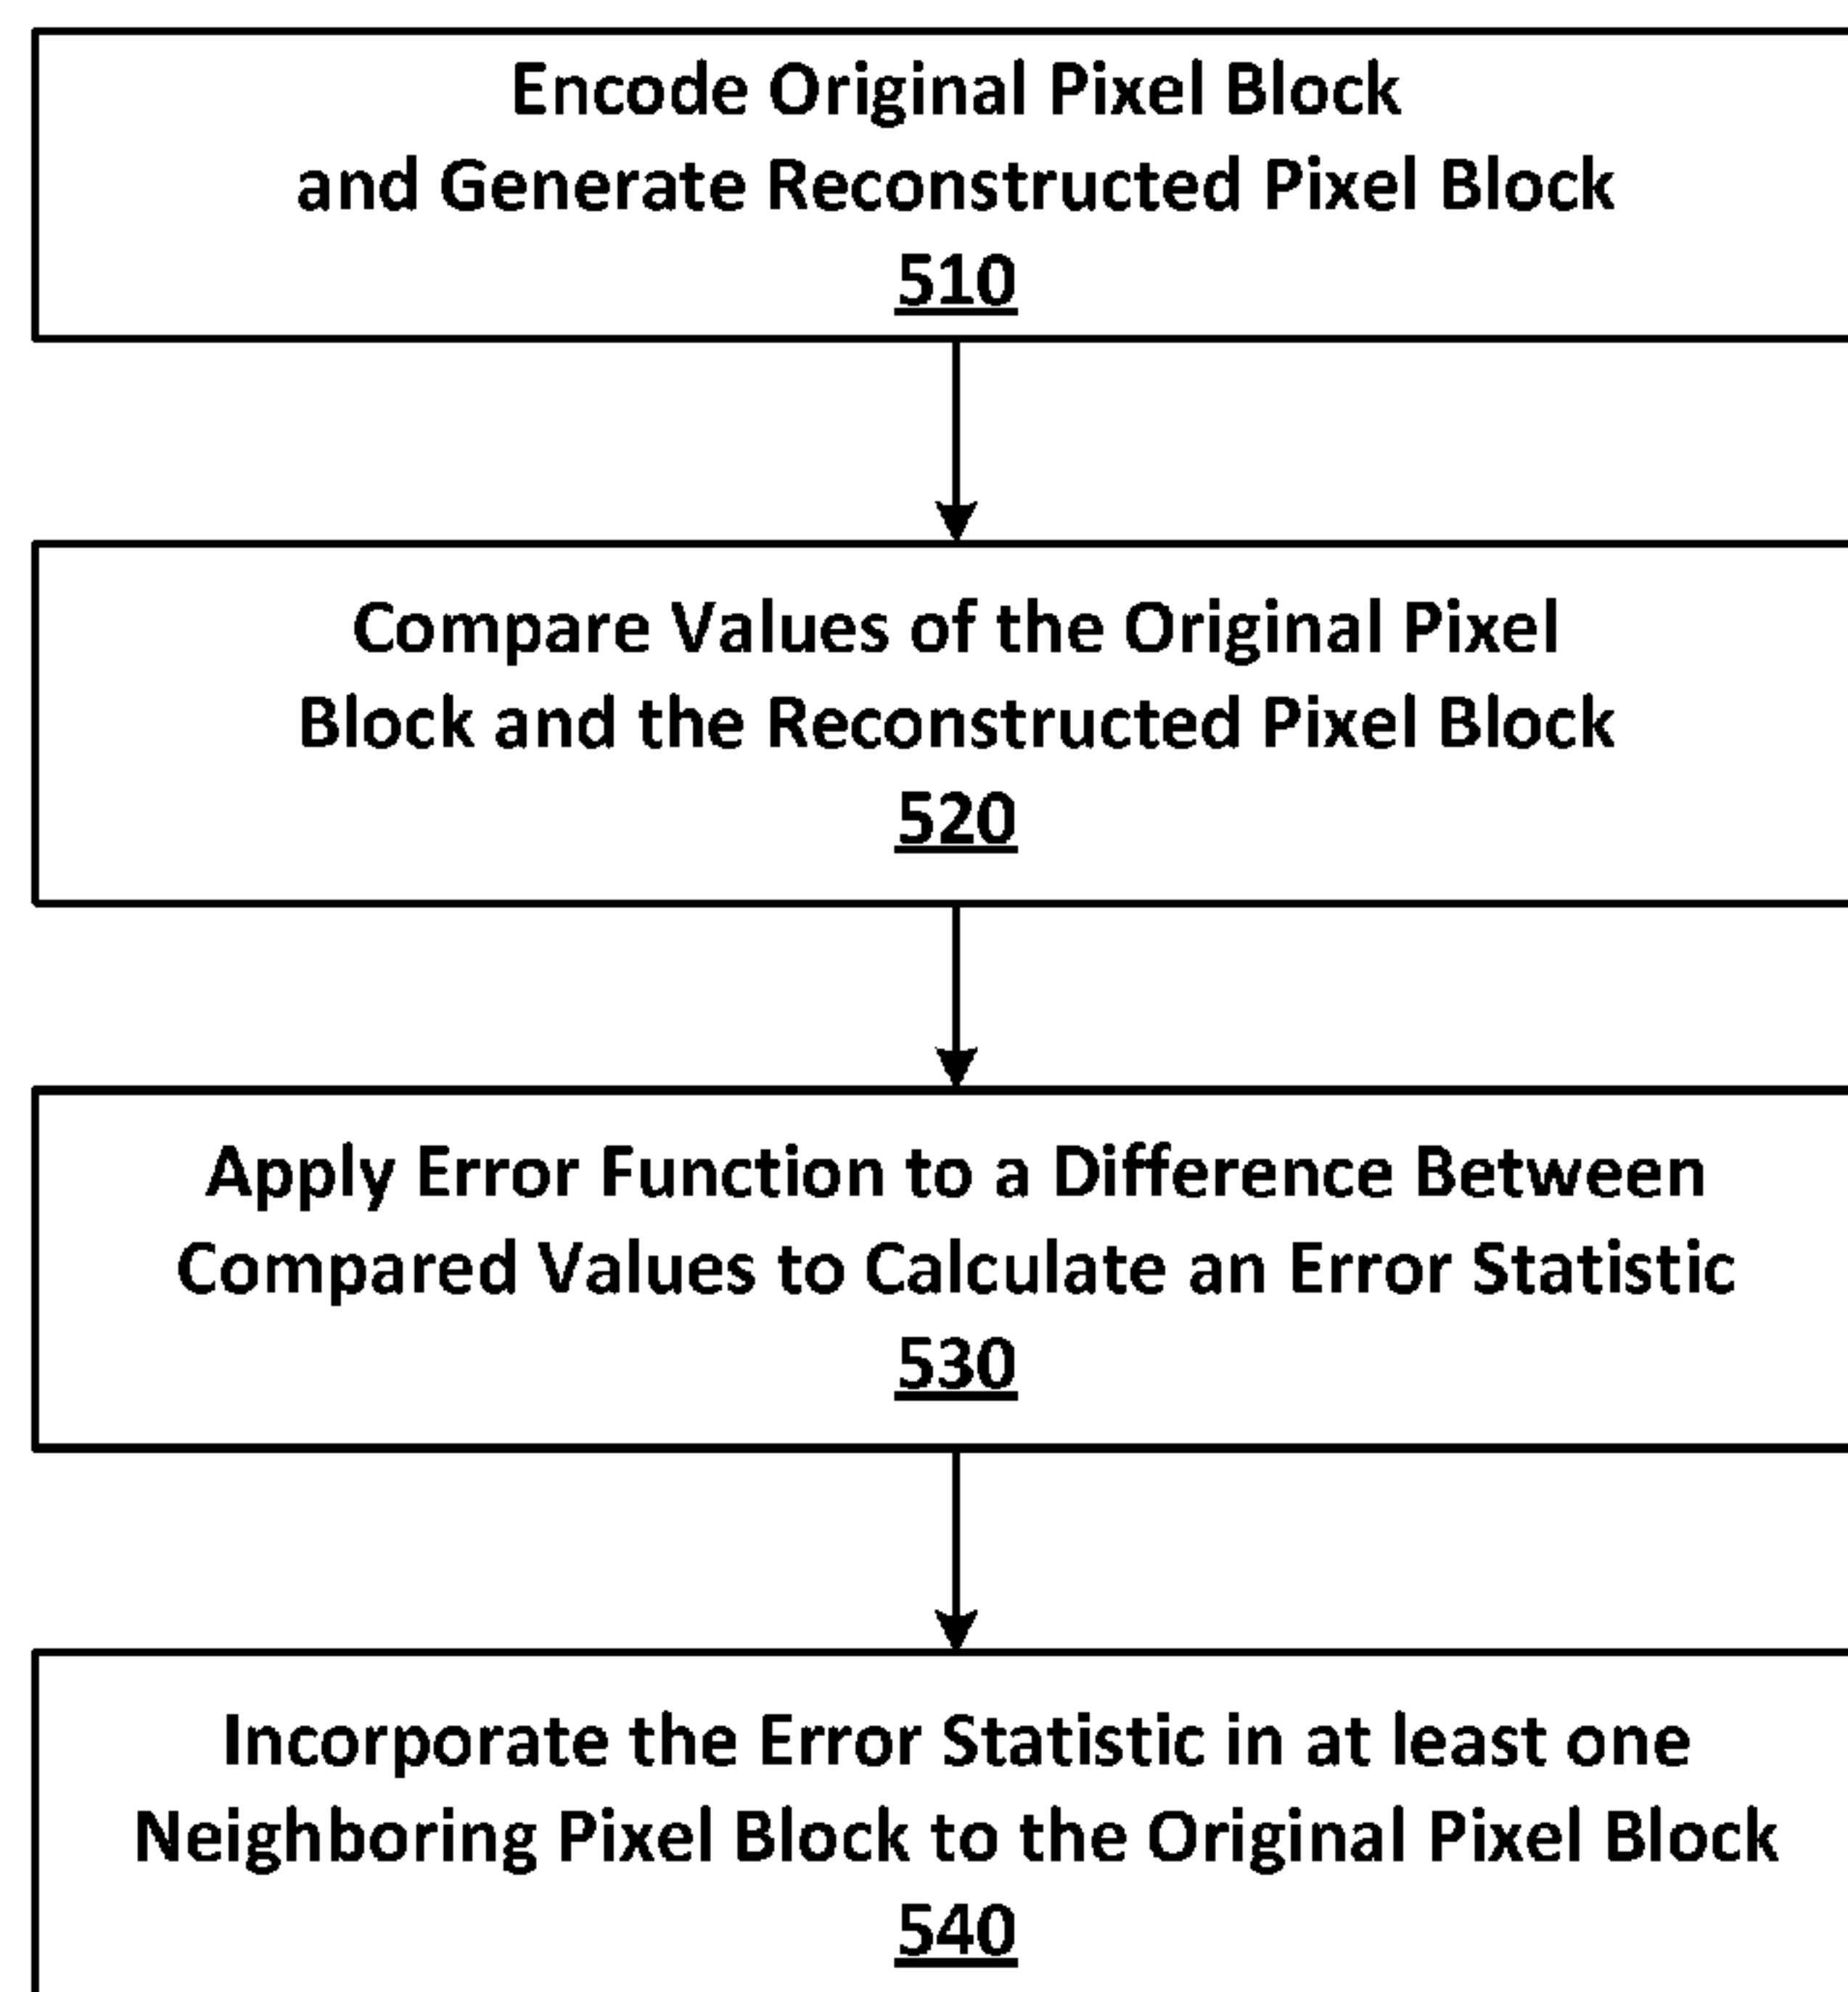 Encode Original Pixel Block
and Generate Reconstructed Pixel Block
510
Compare Values of the Original Pixel
Block and the Reconstructed Pixel Block
520
Apply Error Function to a Difference Between
Compared Values to Calculate an Error Statistic
530
Incorporate the Error Statistic in at least one
Neighboring Pixel Block to the Original Pixel Block
540